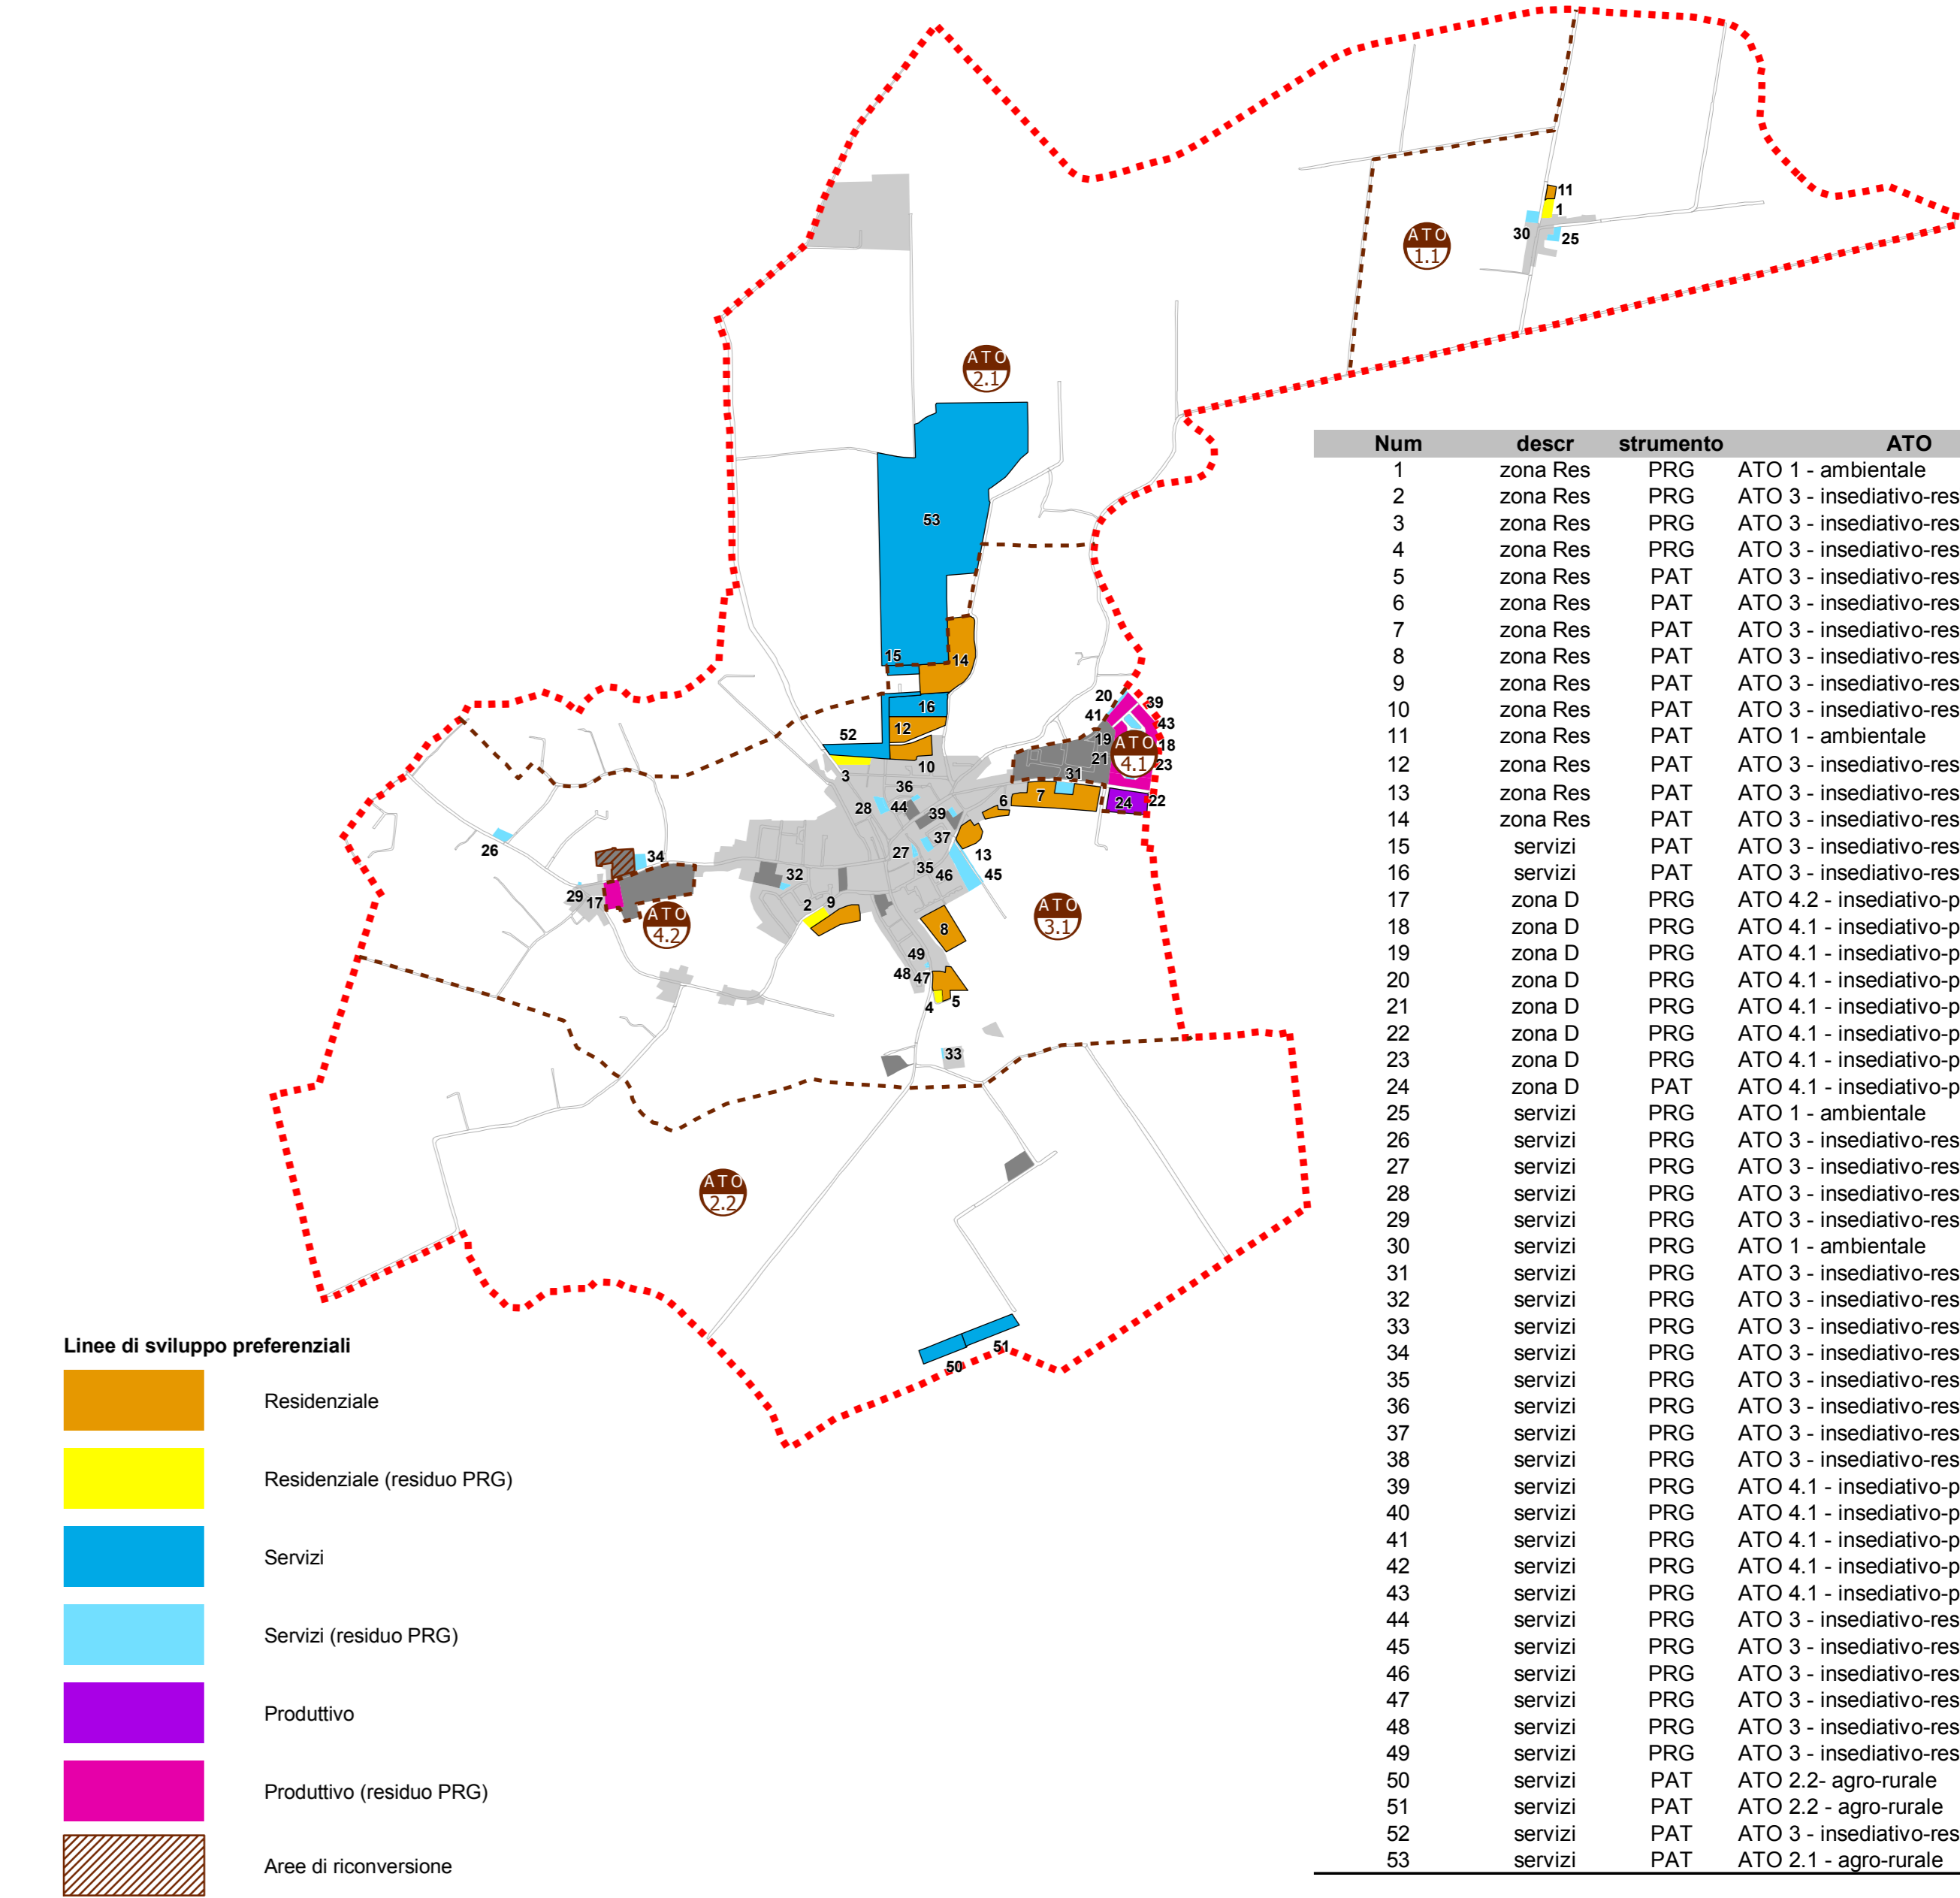 11
1
30
25
ATO
1.1
ATO
2.1
53
15
14
16
12
52
10
3
20
39
41
43
19
ATO
4.1
18
21
23
31
24
22
7
6
36
28
44
39
37
27
13
35
46
45
26
34
32
29
17
2
9
ATO
4.2
8
ATO
3.1
49
48
47
4
5
33
ATO
2.2
51
50
Num descr strumento ATO
1 zona Res PRG ATO 1 - ambientale
2 zona Res PRG ATO 3 - insediativo-res
3 zona Res PRG ATO 3 - insediativo-res
4 zona Res PRG ATO 3 - insediativo-res
5 zona Res PAT ATO 3 - insediativo-res
6 zona Res PAT ATO 3 - insediativo-res
7 zona Res PAT ATO 3 - insediativo-res
8 zona Res PAT ATO 3 - insediativo-res
9 zona Res PAT ATO 3 - insediativo-res
10 zona Res PAT ATO 3 - insediativo-res
11 zona Res PAT ATO 1 - ambientale
12 zona Res PAT ATO 3 - insediativo-res
13 zona Res PAT ATO 3 - insediativo-res
14 zona Res PAT ATO 3 - insediativo-res
15 servizi PAT ATO 3 - insediativo-res
16 servizi PAT ATO 3 - insediativo-res
17 zona D PRG ATO 4.2 - insediativo-p
18 zona D PRG ATO 4.1 - insediativo-p
19 zona D PRG ATO 4.1 - insediativo-p
20 zona D PRG ATO 4.1 - insediativo-p
21 zona D PRG ATO 4.1 - insediativo-p
22 zona D PRG ATO 4.1 - insediativo-p
23 zona D PRG ATO 4.1 - insediativo-p
24 zona D PAT ATO 4.1 - insediativo-p
25 servizi PRG ATO 1 - ambientale
26 servizi PRG ATO 3 - insediativo-res
27 servizi PRG ATO 3 - insediativo-res
28 servizi PRG ATO 3 - insediativo-res
29 servizi PRG ATO 3 - insediativo-res
30 servizi PRG ATO 1 - ambientale
31 servizi PRG ATO 3 - insediativo-res
32 servizi PRG ATO 3 - insediativo-res
33 servizi PRG ATO 3 - insediativo-res
34 servizi PRG ATO 3 - insediativo-res
35 servizi PRG ATO 3 - insediativo-res
36 servizi PRG ATO 3 - insediativo-res
37 servizi PRG ATO 3 - insediativo-res
38 servizi PRG ATO 3 - insediativo-res
39 servizi PRG ATO 4.1 - insediativo-p
40 servizi PRG ATO 4.1 - insediativo-p
41 servizi PRG ATO 4.1 - insediativo-p
42 servizi PRG ATO 4.1 - insediativo-p
43 servizi PRG ATO 4.1 - insediativo-p
44 servizi PRG ATO 3 - insediativo-res
45 servizi PRG ATO 3 - insediativo-res
46 servizi PRG ATO 3 - insediativo-res
47 servizi PRG ATO 3 - insediativo-res
48 servizi PRG ATO 3 - insediativo-res
49 servizi PRG ATO 3 - insediativo-res
50 servizi PAT ATO 2.2- agro-rurale
51 servizi PAT ATO 2.2 - agro-rurale
52 servizi PAT ATO 3 - insediativo-res
53 servizi PAT ATO 2.1 - agro-rurale
Linee di sviluppo preferenziali
Residenziale
Residenziale (residuo PRG)
Servizi
Servizi (residuo PRG)
Produttivo
Produttivo (residuo PRG)
Aree di riconversione